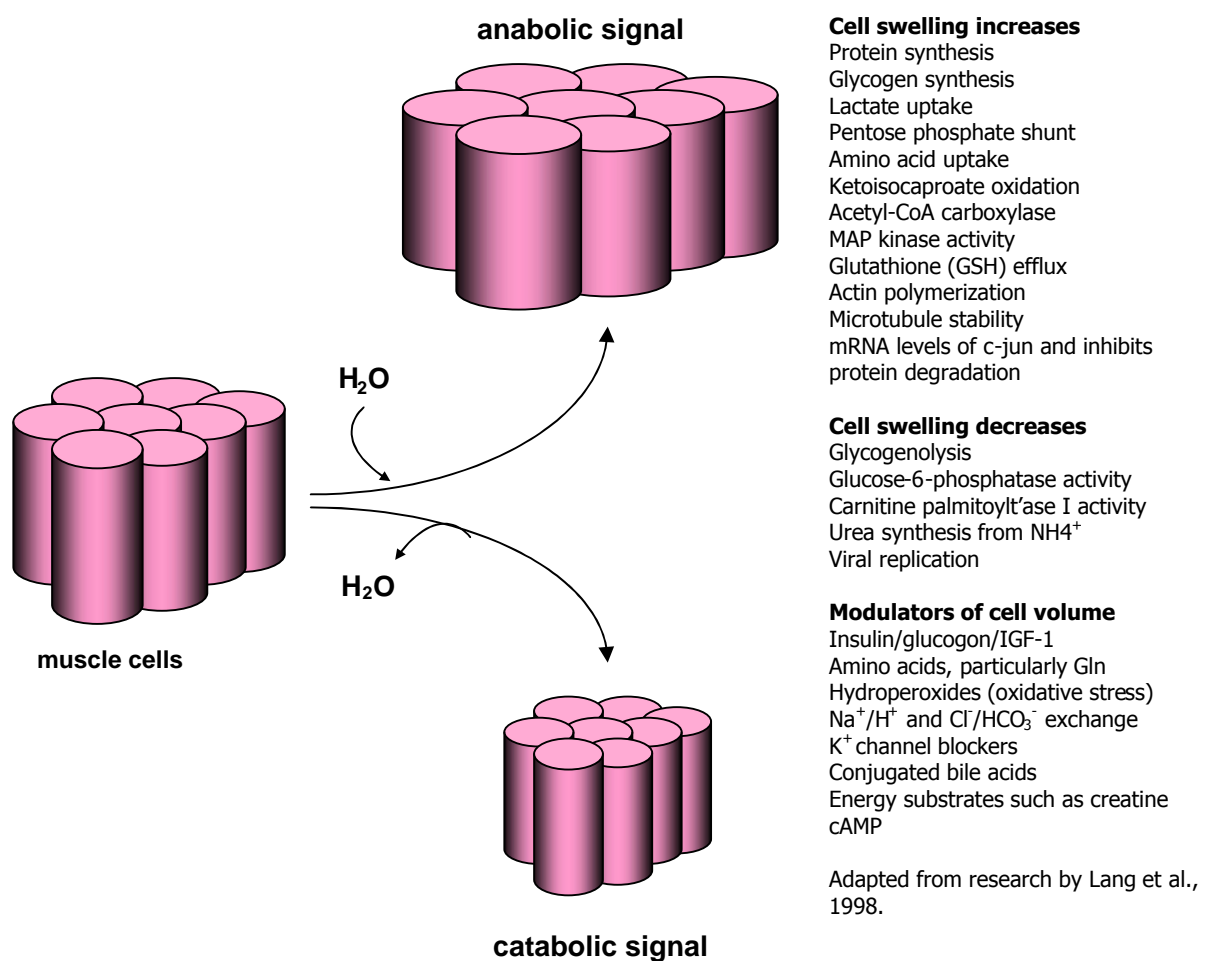 anabolic signal
H₂O
H₂O
muscle cells
catabolic signal
Cell swelling increases
Protein synthesis
Glycogen synthesis
Lactate uptake
Pentose phosphate shunt
Amino acid uptake
Ketoisocaproate oxidation
Acetyl-CoA carboxylase
MAP kinase activity
Glutathione (GSH) efflux
Actin polymerization
Microtubule stability
mRNA levels of c-jun and inhibits
protein degradation
Cell swelling decreases
Glycogenolysis
Glucose-6-phosphatase activity
Carnitine palmitoylt’ase I activity
Urea synthesis from NH4⁺
Viral replication
Modulators of cell volume
Insulin/glucogon/IGF-1
Amino acids, particularly Gln
Hydroperoxides (oxidative stress)
Na⁺/H⁺ and Cl⁻/HCO₃⁻ exchange
K⁺ channel blockers
Conjugated bile acids
Energy substrates such as creatine
cAMP
Adapted from research by Lang et al.,
1998.